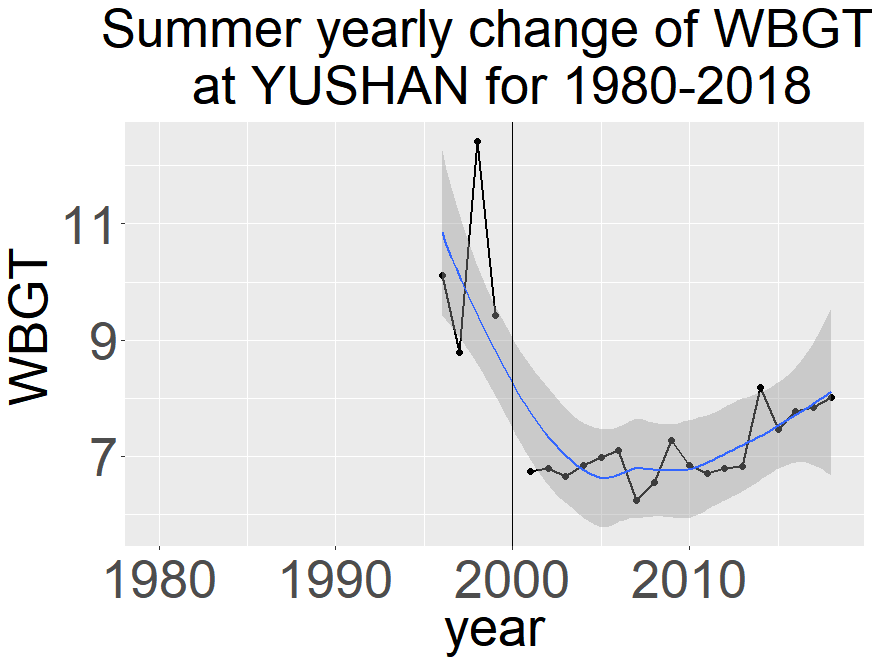 Summer yearly change of WBGT
at YUSHAN for 1980-2018
WBGT
11
9
7
1980 1990 2000 2010
year